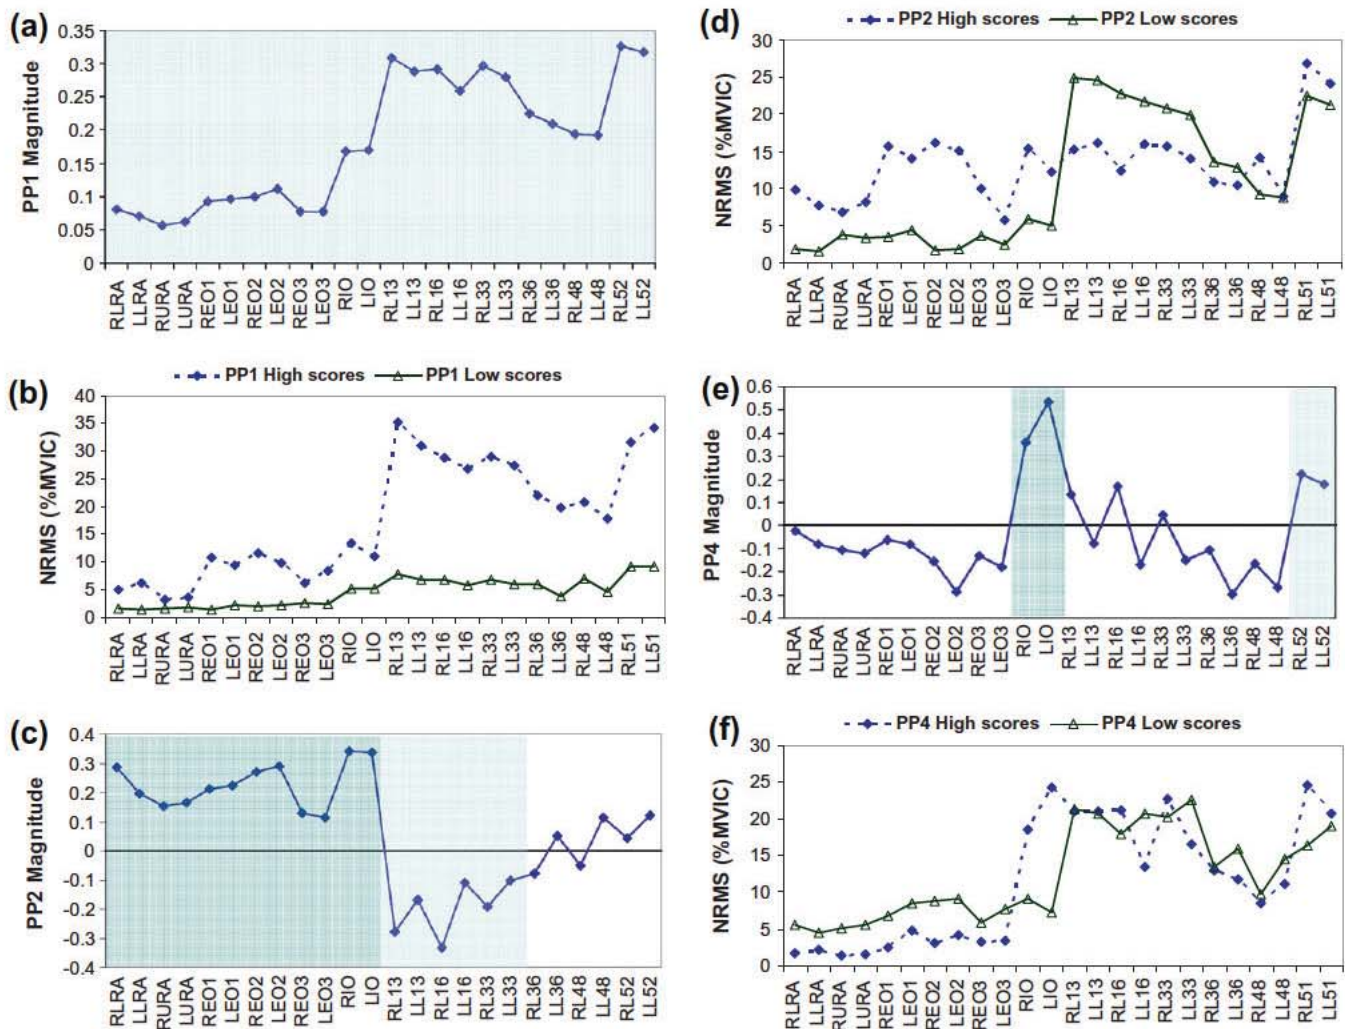 (a)
PP1 Magnitude
0.35
0.3
0.25
0.2
0.15
0.1
0.05
0
RLRA LLRA RURA LURA REO1 LEO1 REO2 LEO2 REO3 LEO3 RIO LIO RL13 LL13 RL16 LL16 RL33 LL33 RL36 LL36 RL48 LL48 RL52 LL52
(b)
PP1 High scores PP1 Low scores
NRMS (%MVIC)
40
35
30
25
20
15
10
5
0
RLRA LLRA RURA LURA REO1 LEO1 REO2 LEO2 REO3 LEO3 RIO LIO RL13 LL13 RL16 LL16 RL33 LL33 RL36 LL36 RL48 LL48 RL51 LL51
(c)
PP2 Magnitude
0.4
0.3
0.2
0.1
0
-0.1
-0.2
-0.3
-0.4
RLRA LLRA RURA LURA REO1 LEO1 REO2 LEO2 REO3 LEO3 RIO LIO RL13 LL13 RL16 LL16 RL33 LL33 RL36 LL36 RL48 LL48 RL52 LL52
(d)
PP2 High scores PP2 Low scores
NRMS (%MVIC)
30
25
20
15
10
5
0
RLRA LLRA RURA LURA REO1 LEO1 REO2 LEO2 REO3 LEO3 RIO LIO RL13 LL13 RL16 LL16 RL33 LL33 RL36 LL36 RL48 LL48 RL51 LL51
(e)
PP4 Magnitude
0.6
0.5
0.4
0.3
0.2
0.1
0
-0.1
-0.2
-0.3
-0.4
RLRA LLRA RURA LURA REO1 LEO1 REO2 LEO2 REO3 LEO3 RIO LIO RL13 LL13 RL16 LL16 RL33 LL33 RL36 LL36 RL48 LL48 RL52 LL52
(f)
PP4 High scores PP4 Low scores
NRMS (%MVIC)
30
25
20
15
10
5
0
RLRA LLRA RURA LURA REO1 LEO1 REO2 LEO2 REO3 LEO3 RIO LIO RL13 LL13 RL16 LL16 RL33 LL33 RL36 LL36 RL48 LL48 RL51 LL51